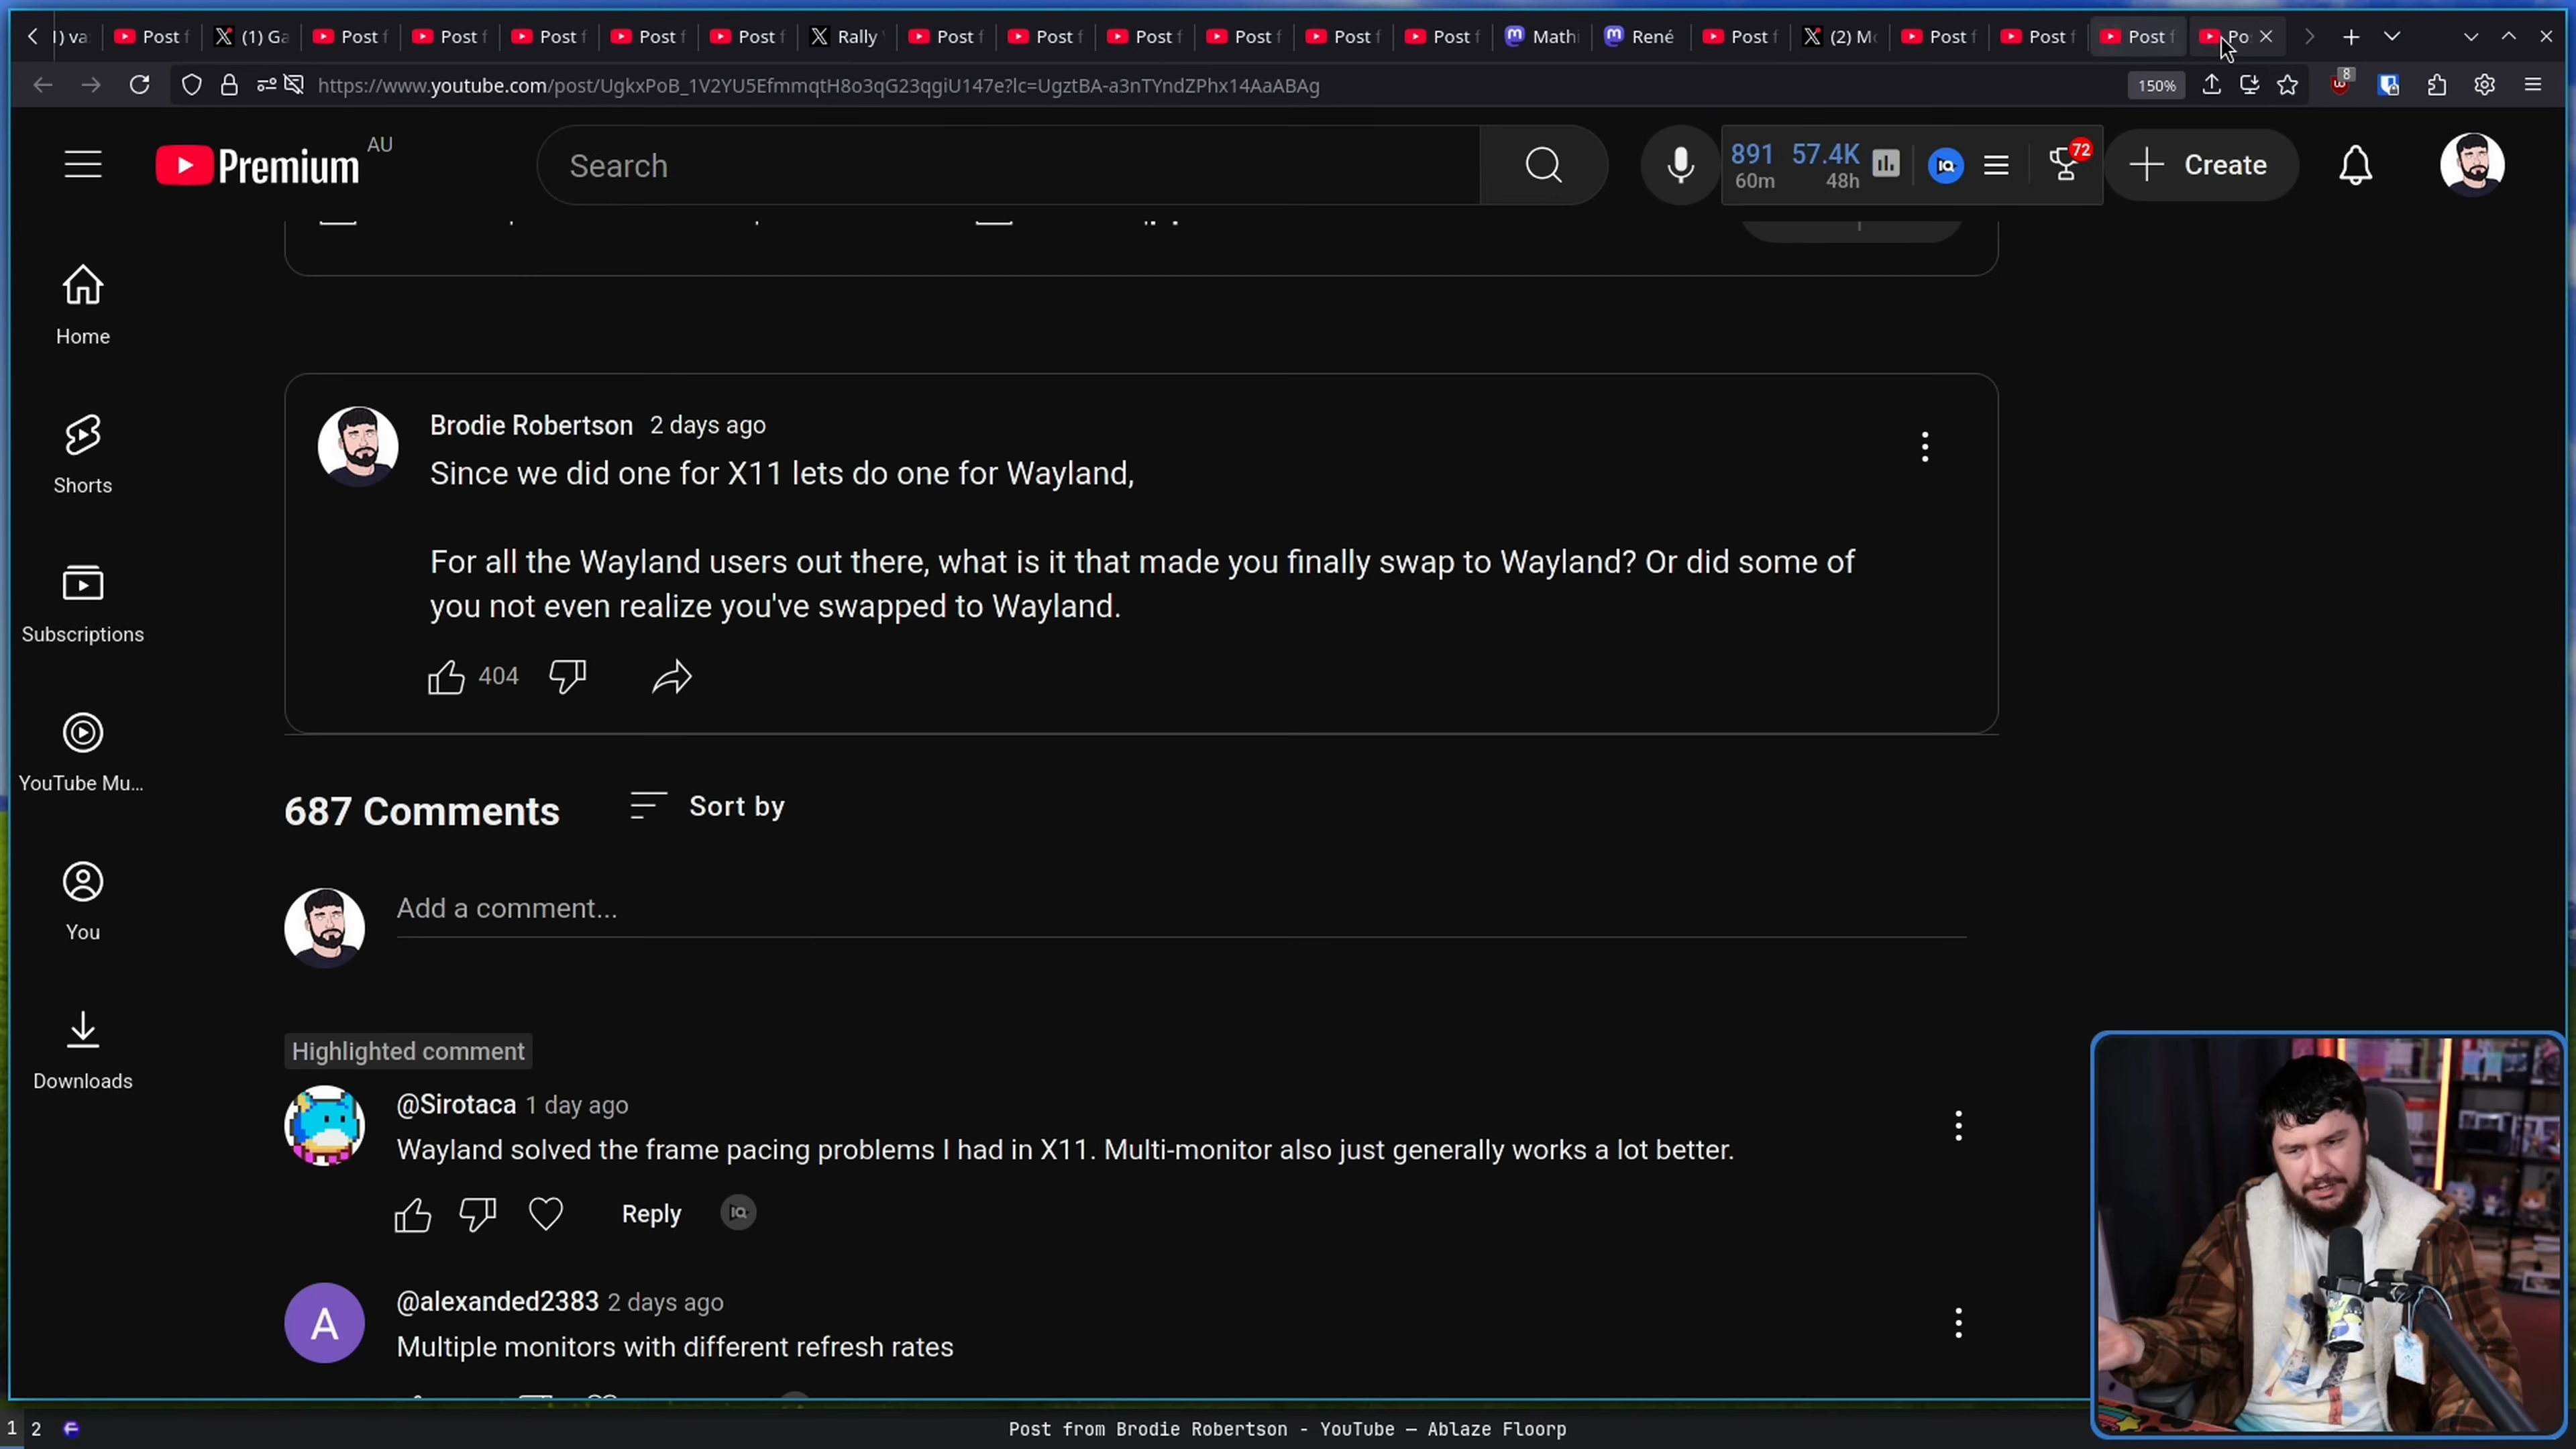 ) va
Post f
(1) Ga
Post f
Post f
Post f
Post f
Post f
Rally
Post f
Post f
Post f
Post f
Post f
Post f
Mathi
René
Post f
(2) Mo
Post f
Post f
Post f
Po
https://www.youtube.com/post/UgkxPoB_1V2YU5EfmmqtH8o3qG23qgiU147e?lc=UgztBA-a3nTYndZPhx14AaABAg
150%
8
Premium
AU
Search
891
60m
57.4K
48h
IQ
72
Create
Home
Shorts
Subscriptions
YouTube Mu...
You
Downloads
Brodie Robertson 2 days ago
Since we did one for X11 lets do one for Wayland,
For all the Wayland users out there, what is it that made you finally swap to Wayland? Or did some of
you not even realize you've swapped to Wayland.
404
687 Comments
Sort by
Add a comment...
Highlighted comment
@Sirotaca 1 day ago
Wayland solved the frame pacing problems I had in X11. Multi-monitor also just generally works a lot better.
Reply
IQ
A
@alexanded2383 2 days ago
Multiple monitors with different refresh rates
1 2
Post from Brodie Robertson - YouTube — Ablaze Floorp